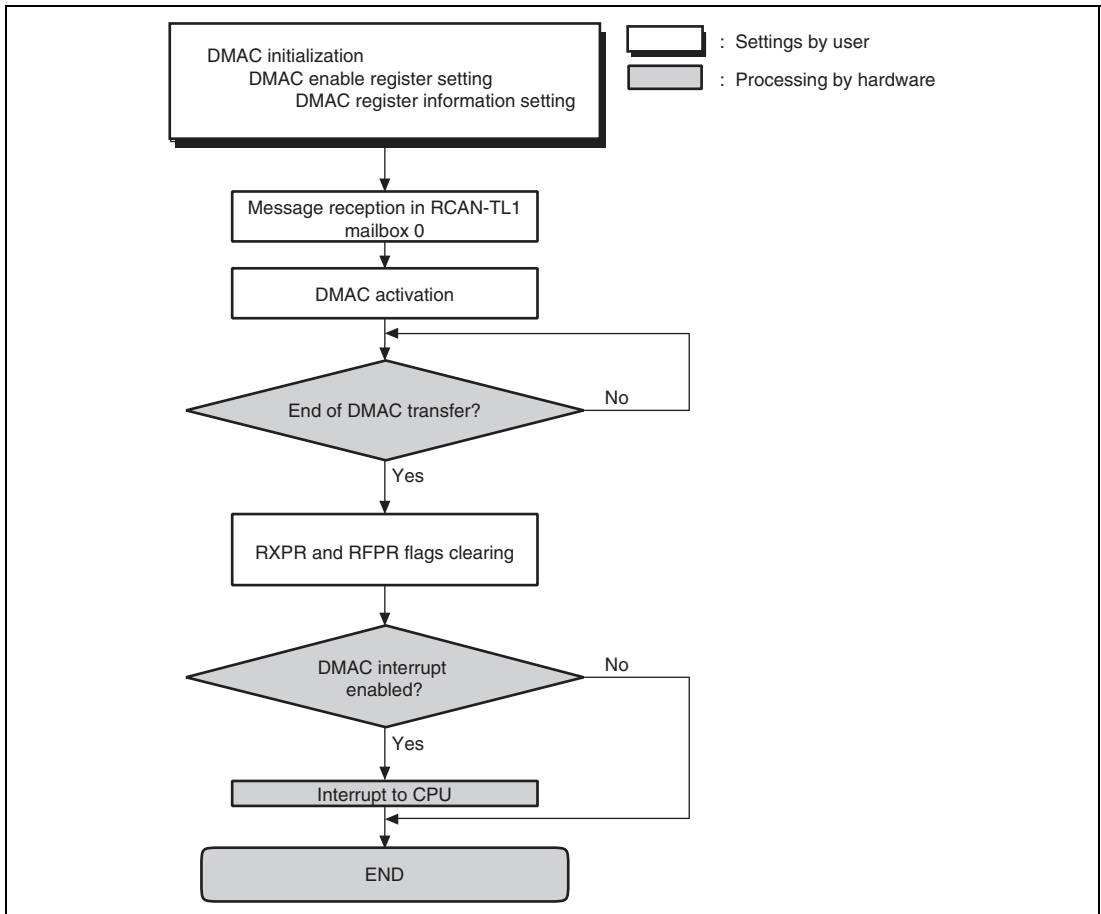 DMAC initialization
DMAC enable register setting
DMAC register information setting
: Settings by user
: Processing by hardware
Message reception in RCAN-TL1
mailbox 0
DMAC activation
End of DMAC transfer?
No
Yes
RXPR and RFPR flags clearing
DMAC interrupt
enabled?
No
Yes
Interrupt to CPU
END